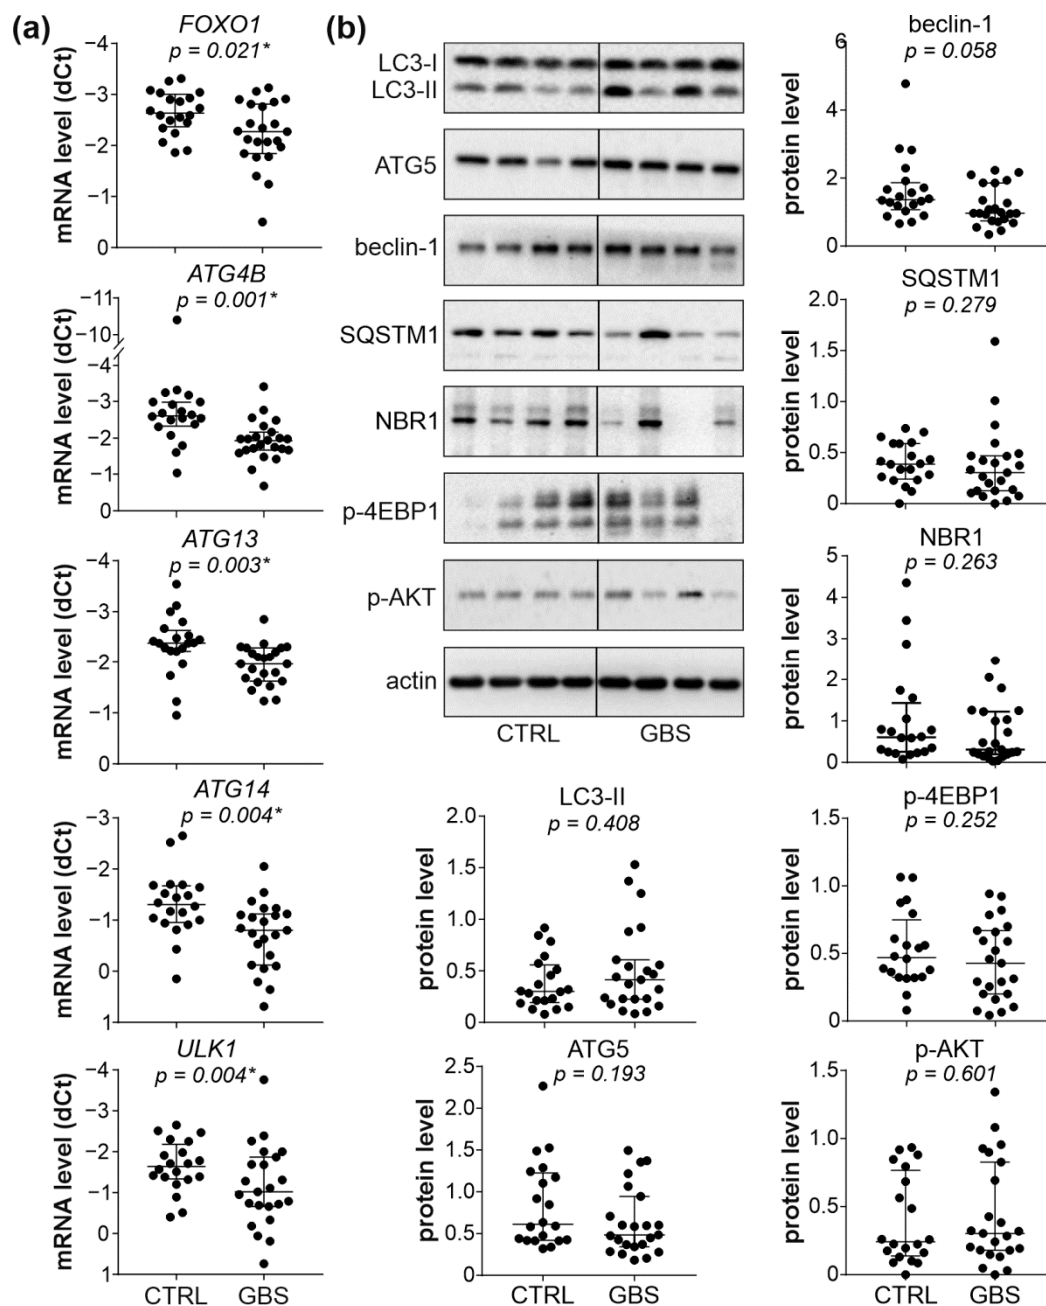 (a)
FOXO1
p = 0.021*
mRNA level (dCt)
−4
−3
−2
−1
0
ATG4B
p = 0.001*
mRNA level (dCt)
−11
−10
−4
−3
−2
−1
0
ATG13
p = 0.003*
mRNA level (dCt)
−4
−3
−2
−1
0
ATG14
p = 0.004*
mRNA level (dCt)
−3
−2
−1
0
1
ULK1
p = 0.004*
mRNA level (dCt)
−4
−3
−2
−1
0
1
CTRL GBS
(b)
LC3-I
LC3-II
ATG5
beclin-1
SQSTM1
NBR1
p-4EBP1
p-AKT
actin
CTRL GBS
LC3-II
p = 0.408
protein level
2.0
1.5
1.0
0.5
0
ATG5
p = 0.193
protein level
2.5
2.0
1.5
1.0
0.5
0
CTRL GBS
beclin-1
p = 0.058
protein level
6
4
2
0
SQSTM1
p = 0.279
protein level
2.0
1.5
1.0
0.5
0
NBR1
p = 0.263
protein level
5
4
3
2
1
0
p-4EBP1
p = 0.252
protein level
1.5
1.0
0.5
0
p-AKT
p = 0.601
protein level
1.5
1.0
0.5
0
CTRL GBS